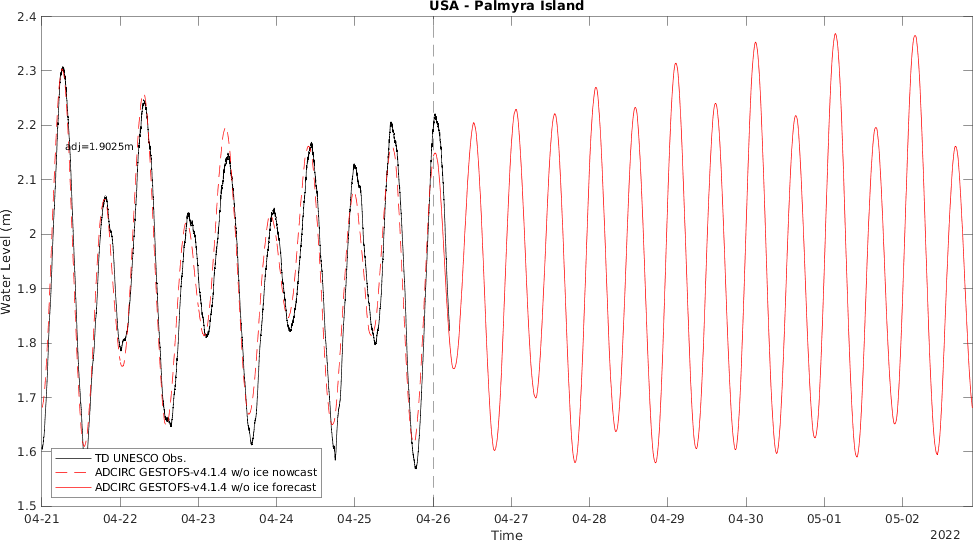 USA - Palmyra Island
2.4
2.3
2.2
2.1
2
1.9
1.8
1.7
1.6
1.5
Water Level (m)
adj=1.9025m
TD UNESCO Obs.
ADCIRC GESTOFS-v4.1.4 w/o ice nowcast
ADCIRC GESTOFS-v4.1.4 w/o ice forecast
04-21 04-22 04-23 04-24 04-25 04-26 04-27 04-28 04-29 04-30 05-01 05-02
Time
2022